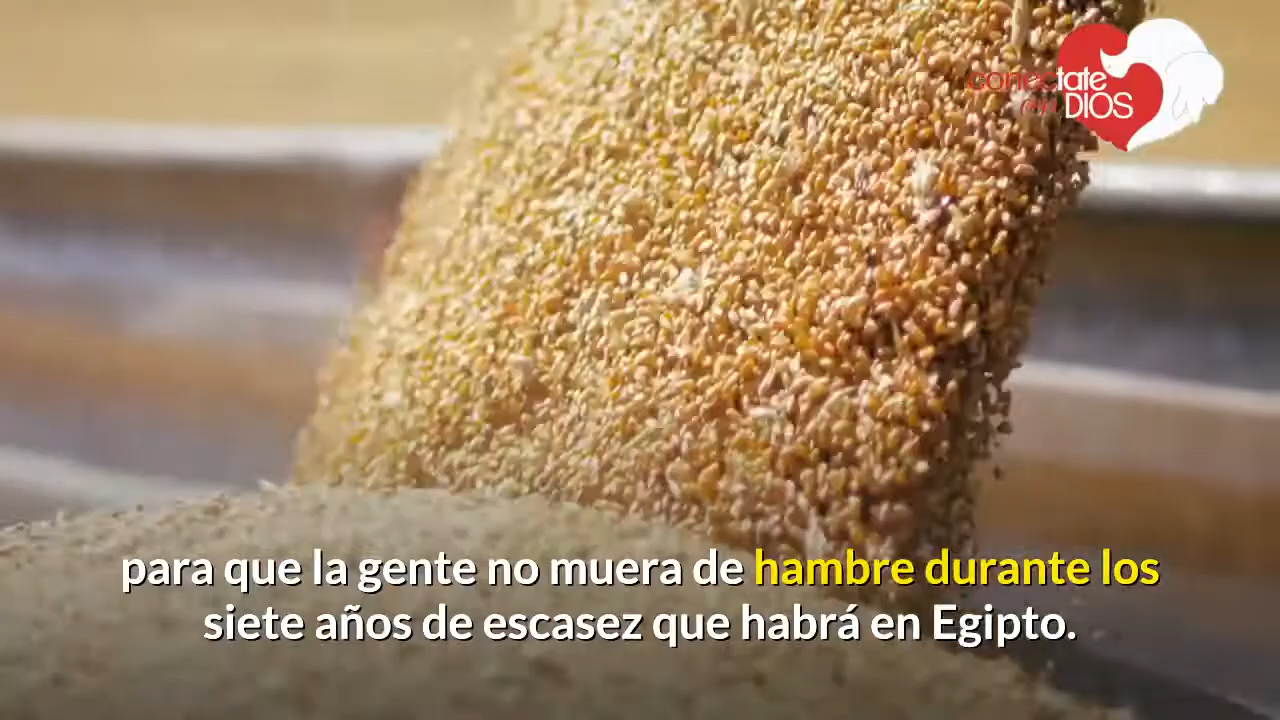 conectate
con DIOS
para que la gente no muera de hambre durante los
siete años de escasez que habrá en Egipto.